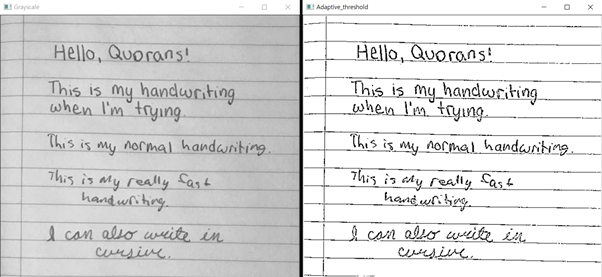 Grayscale
Hello, Quorans!
This is my handwriting
when I'm trying.
This is my normal handwriting.
This is my really fast
handwriting.
I can also write in
cursive.
Adaptive_threshold
Hello, Quorans!
This is my handwriting
when I'm trying.
This is my normal handwriting.
This is my really fast
handwriting.
I can also write in
cursive.